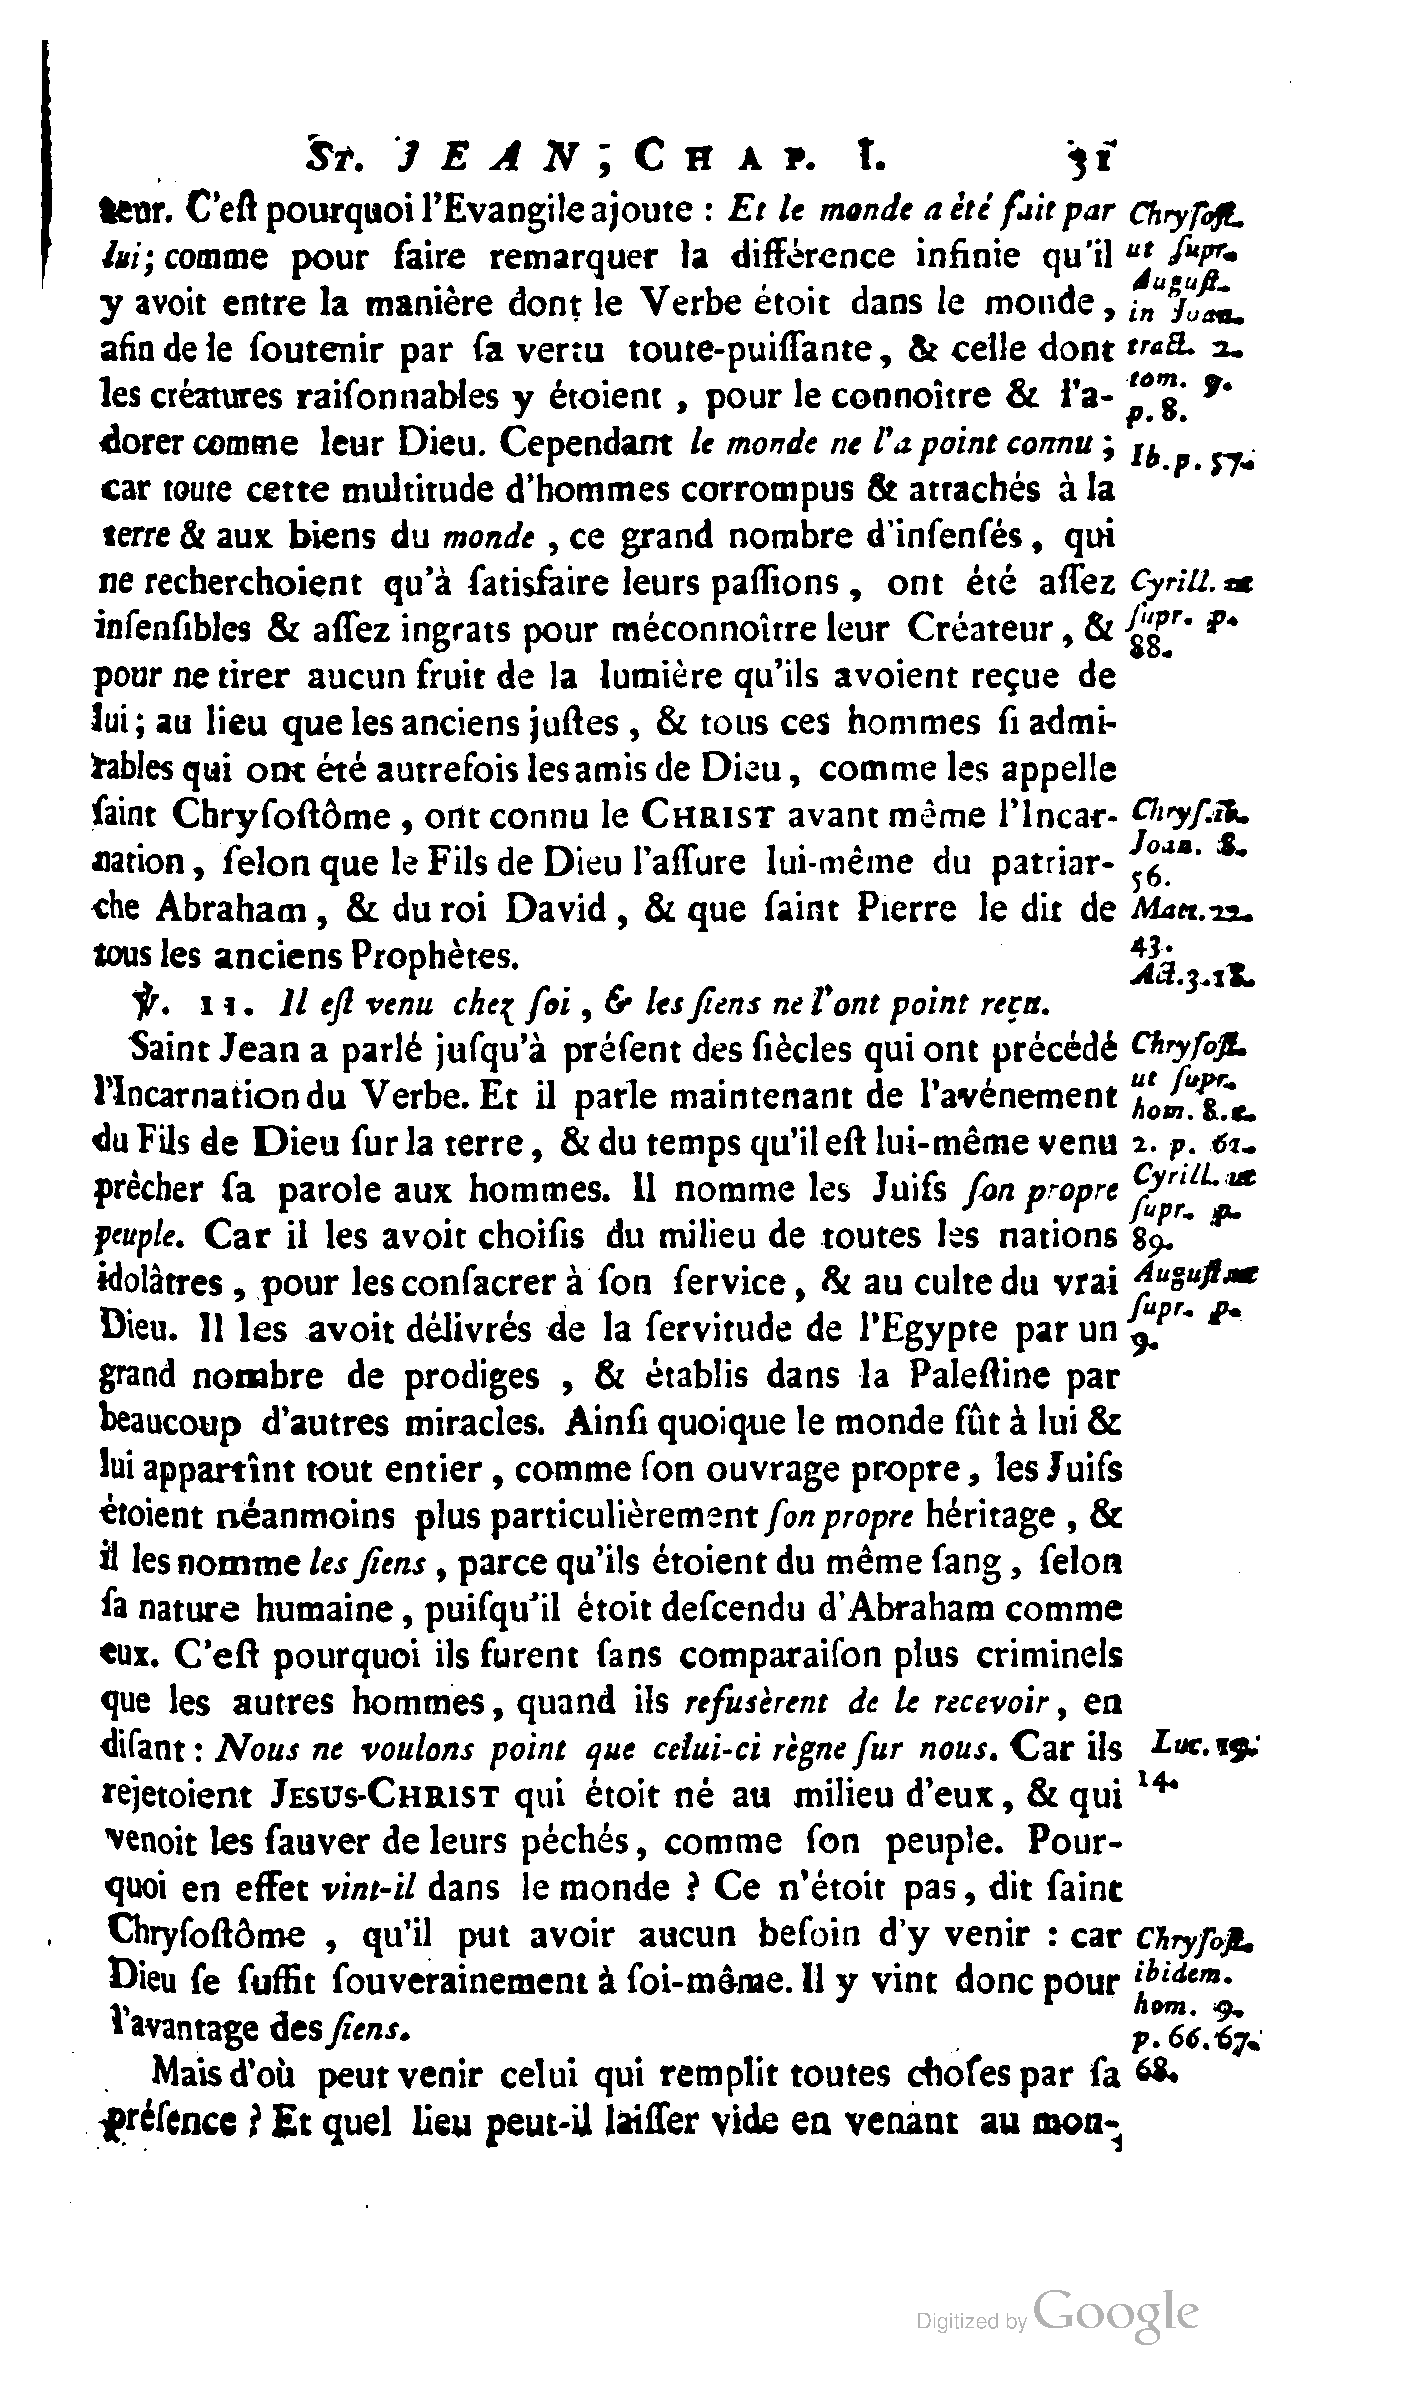 ST. JEAN, CHAP. I. 31
teur. C'eſt pourquoi l'Evangile ajoute : Et le monde a èté fait par
lui ; comme pour faire remarquer la différence infinie qu'il
y avoit entre la manière dont le Verbe étoit dans le monde,
afin de le ſoutenir par ſa vertu toute-puiſſante, & celle dont
les créatures raiſonnables y étoient, pour le connoître & l'a-
dorer comme leur Dieu. Cependant le monde ne l'a point connu ;
car toute cette multitude d'hommes corrompus & attachés à la
terre & aux biens du monde, ce grand nombre d'inſenſés, qui
ne recherchoient qu'à ſatisfaire leurs paſſions, ont été aſſez
inſenſibles & aſſez ingrats pour méconnoître leur Créateur, &
pour ne tirer aucun fruit de la lumière qu'ils avoient reçue de
lui ; au lieu que les anciens juſtes, & tous ces hommes ſi admi-
rables qui ont été autrefois les amis de Dieu, comme les appelle
ſaint Chryſoſtôme, ont connu le CHRIST avant même l'Incar-
nation, ſelon que le Fils de Dieu l'aſſure lui-même du patriar-
che Abraham, & du roi David, & que ſaint Pierre le dit de
tous les anciens Prophètes.
℣. 11. Il eſt venu chez ſoi, & les ſiens ne l'ont point reçu.
Saint Jean a parlé juſqu'à préſent des ſiècles qui ont précédé
l'Incarnation du Verbe. Et il parle maintenant de l'avénement
du Fils de Dieu ſur la terre, & du temps qu'il eſt lui-même venu
prêcher ſa parole aux hommes. Il nomme les Juifs ſon propre
peuple. Car il les avoit choiſis du milieu de toutes les nations
idolâtres, pour les conſacrer à ſon ſervice, & au culte du vrai
Dieu. Il les avoit délivrés de la ſervitude de l'Egypte par un
grand nombre de prodiges, & établis dans la Paleſtine par
beaucoup d'autres miracles. Ainſi quoique le monde fût à lui &
lui appartînt tout entier, comme ſon ouvrage propre, les Juifs
étoient néanmoins plus particulièrement ſon propre héritage, &
il les nomme les ſiens, parce qu'ils étoient du même ſang, ſelon
ſa nature humaine, puiſqu'il étoit deſcendu d'Abraham comme
eux. C'eſt pourquoi ils furent ſans comparaiſon plus criminels
que les autres hommes, quand ils refusèrent de le recevoir, en
diſant : Nous ne voulons point que celui-ci règne ſur nous. Car ils
rejetoient JESUS-CHRIST qui étoit né au milieu d'eux, & qui
venoit les ſauver de leurs péchés, comme ſon peuple. Pour-
quoi en effet vint-il dans le monde ? Ce n'étoit pas, dit ſaint
Chryſoſtôme, qu'il put avoir aucun beſoin d'y venir : car
Dieu ſe ſuffit ſouverainement à ſoi-même. Il y vint donc pour
l'avantage des ſiens.
Mais d'où peut venir celui qui remplit toutes choſes par ſa
préſence ? Et quel lieu peut-il laiſſer vide en venant au mon-
Chryſoſt.
ut ſupr.
Auguſt.
in Joan.
tract. 2.
tom. 9.
p. 8.
Ib. p. 57.
Cyrill. ut
ſupr. p.
88.
Joan. 8.
56.
Matt. 22.
43.
Act. 3. 18.
Chryſoſt.
ut ſupr.
hom. 8.
2. p. 62.
Cyrill. ut
ſupr. p.
89.
Auguſt. ut
ſupr. p.
9.
Luc. 19.
14.
Chryſoſt.
ibidem.
hom. 9.
p. 66. 67.
68.
Digitized by Google